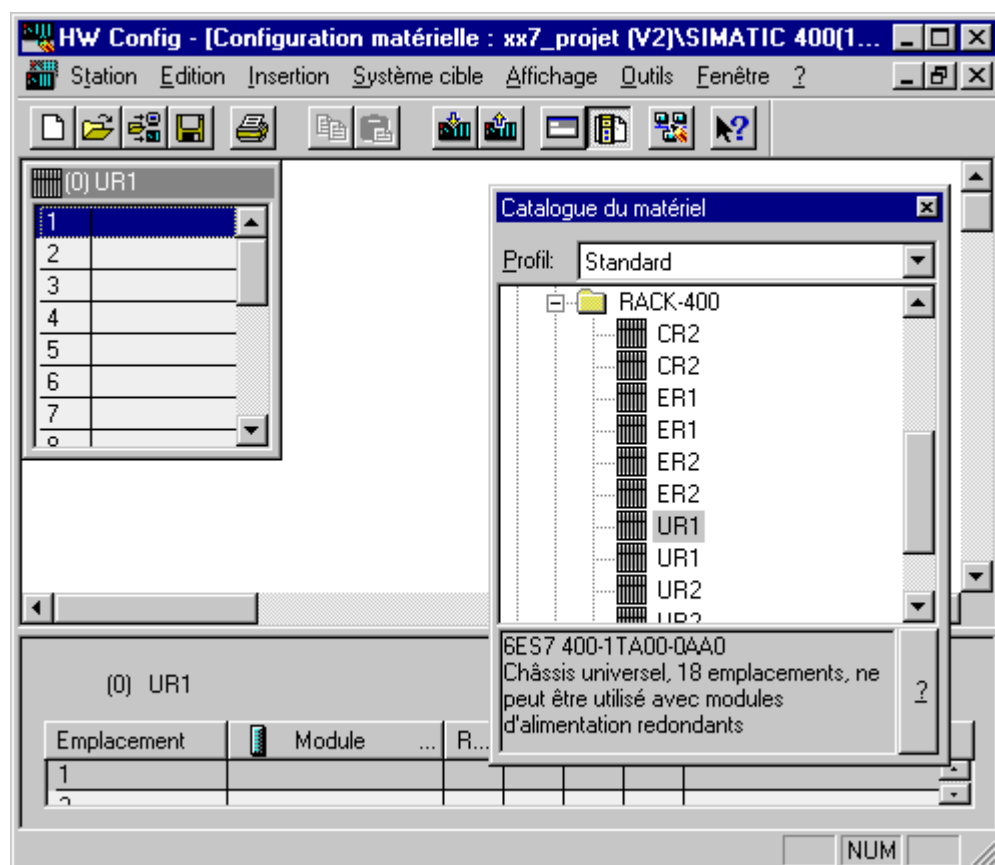 HW Config - [Configuration matérielle : xx7_projet (V2)\SIMATIC 400(1...
Station Edition Insertion Système cible Affichage Outils Fenêtre ?
(0) UR1
1
2
3
4
5
6
7
Catalogue du matériel
Profil: Standard
RACK-400
CR2
CR2
ER1
ER1
ER2
ER2
UR1
UR1
UR2
UR2
6ES7 400-1TA00-0AA0
Châssis universel, 18 emplacements, ne
peut être utilisé avec modules
d'alimentation redondants
?
(0) UR1
Emplacement Module ... R...
1
2
NUM